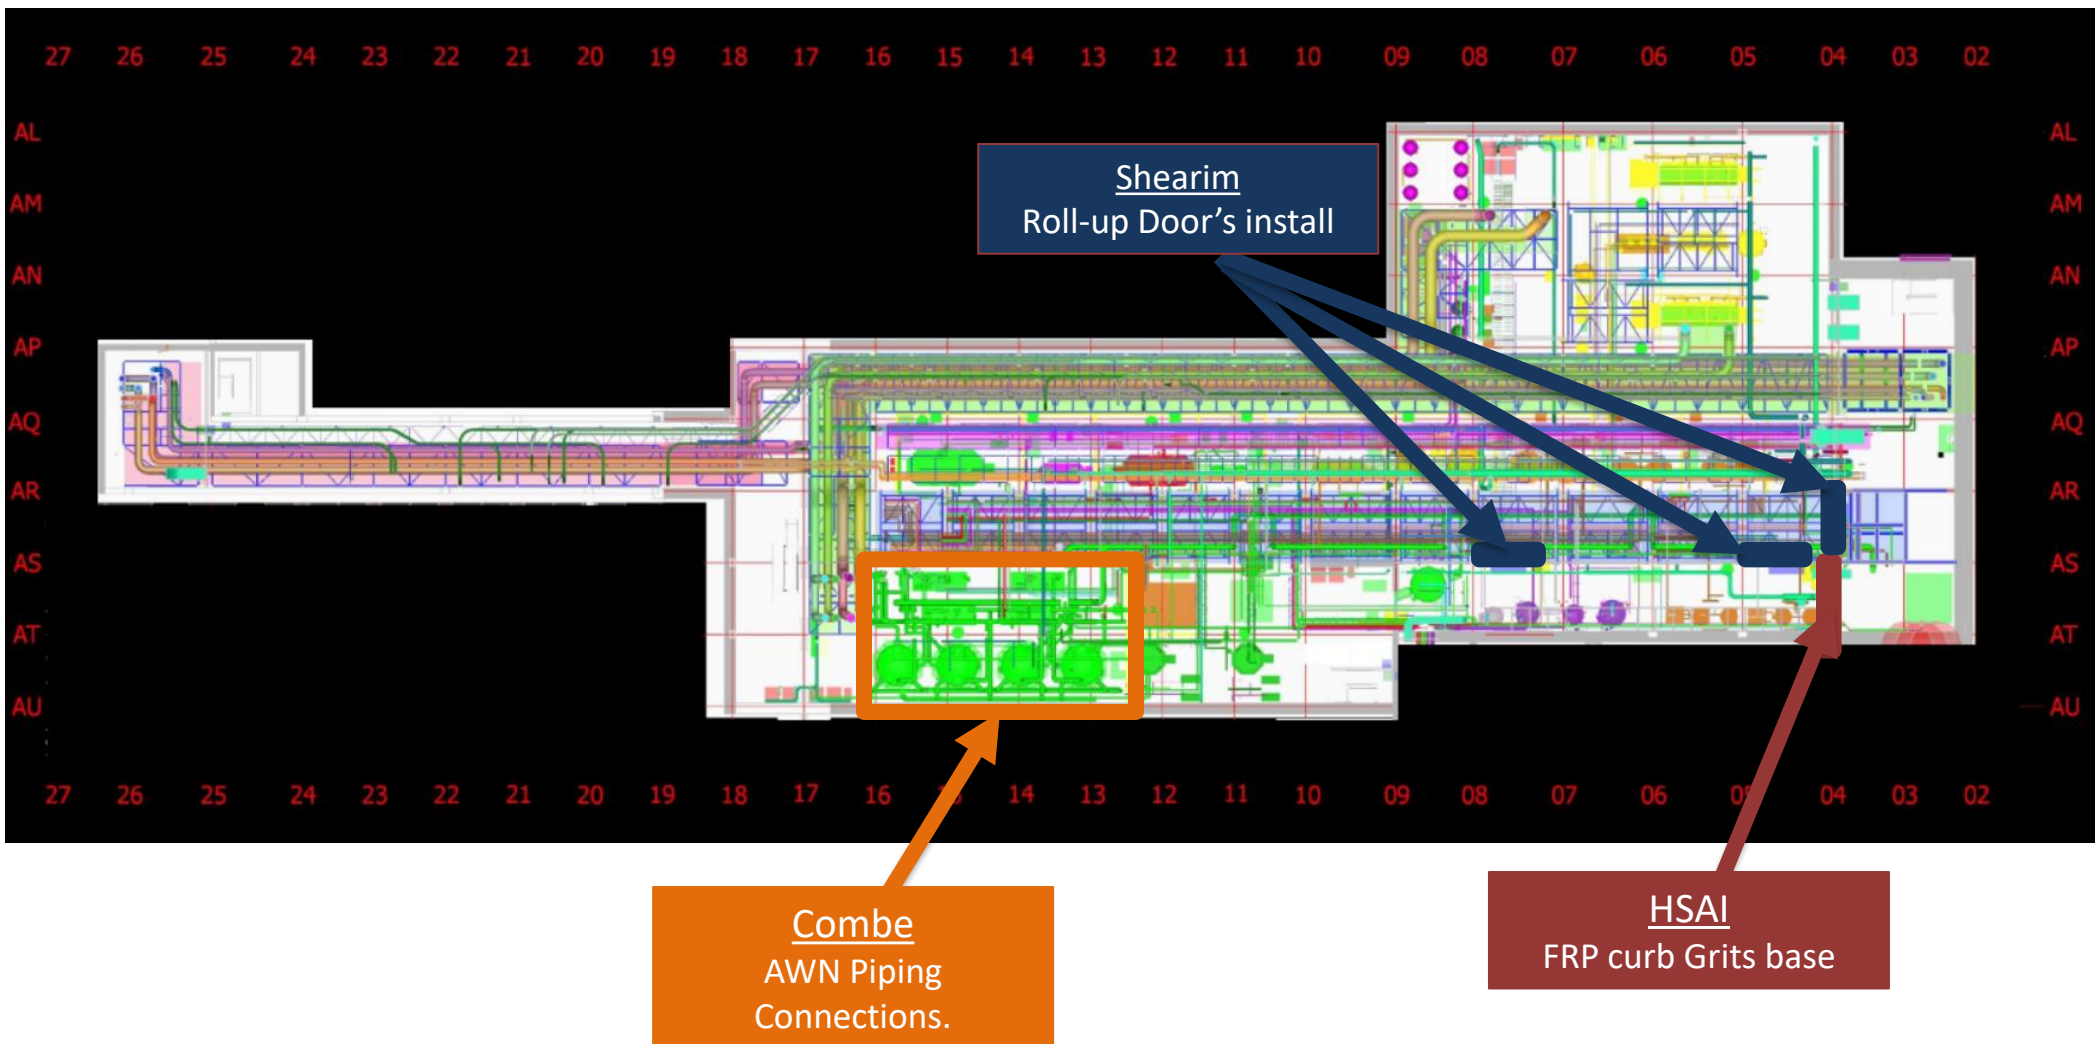 27 26 25 24 23 22 21 20 19 18 17 16 15 14 13 12 11 10 09 08 07 06 05 04 03 02
AL AL
Shearim
Roll-up Door’s install
AM AM
AN AN
AP AP
AQ AQ
AR AR
AS AS
AT AT
AU AU
27 26 25 24 23 22 21 20 19 18 17 16 14 13 12 11 10 09 08 07 06 04 03 02
Combe
AWN Piping
Connections.
HSAI
FRP curb Grits base